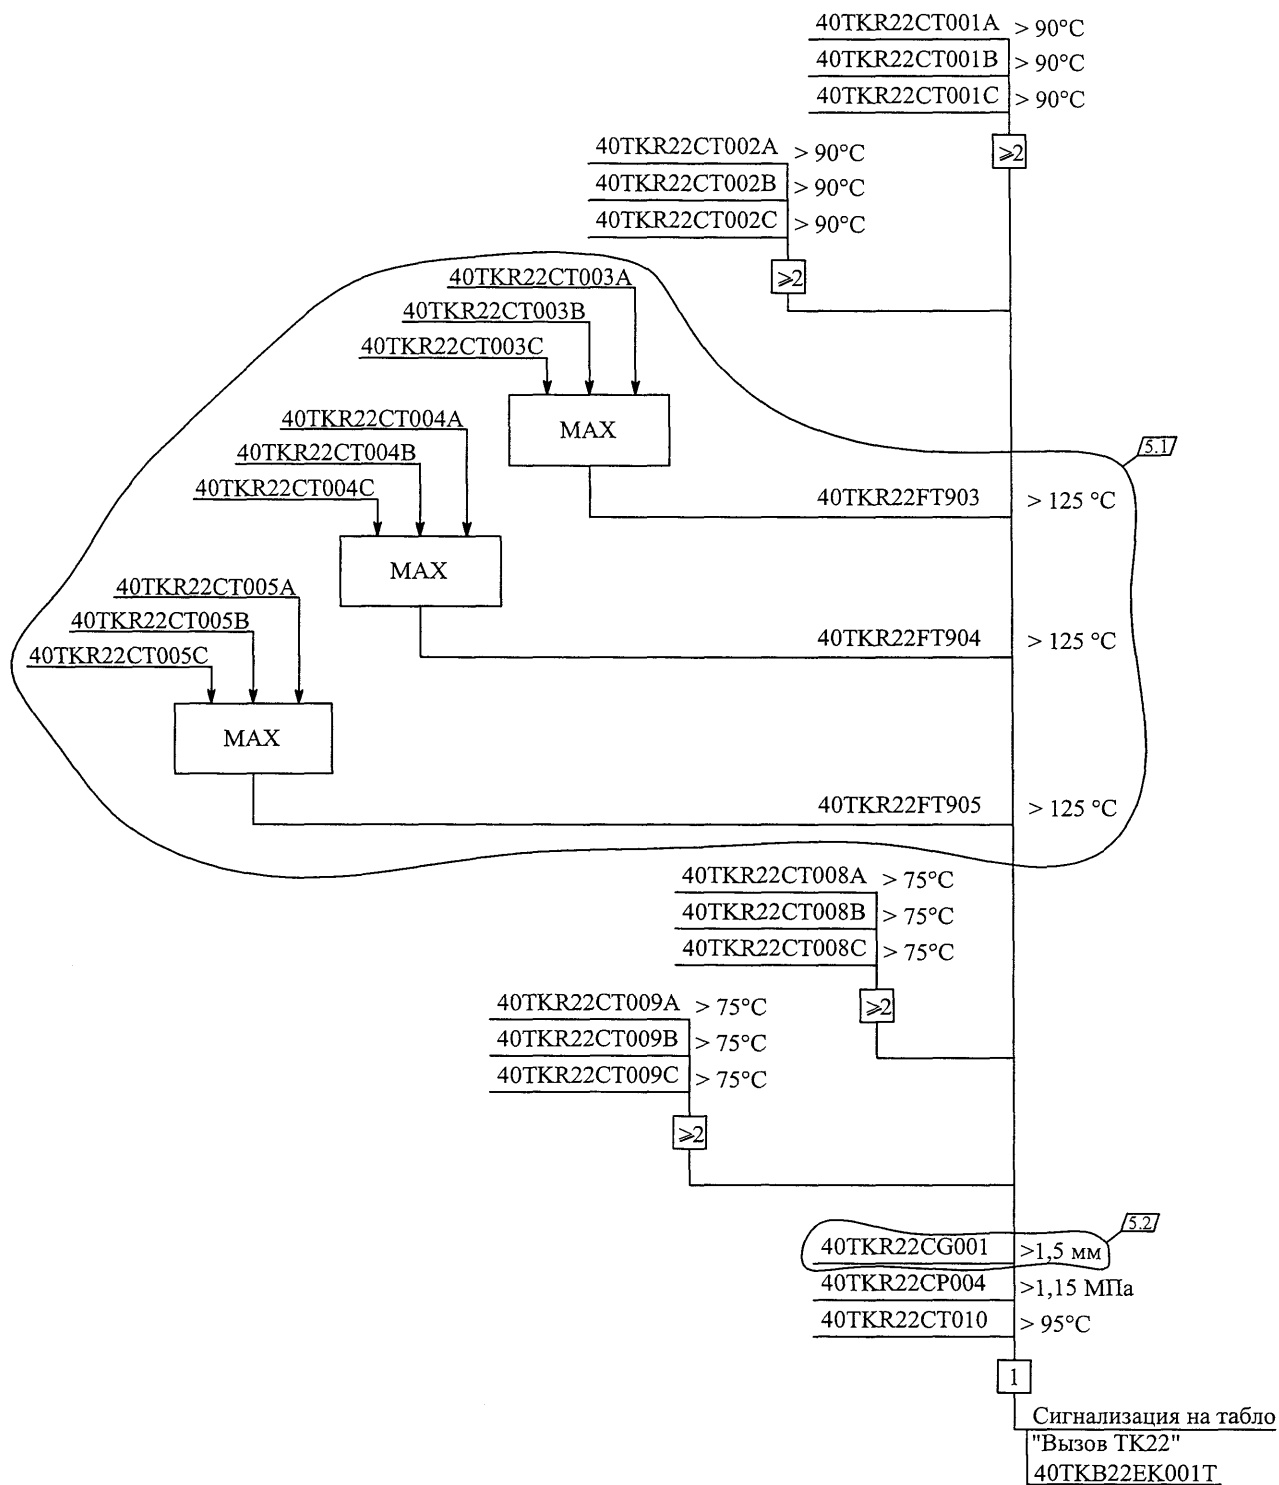 40TKR22CT001A > 90°C
40TKR22CT001B > 90°C
40TKR22CT001C > 90°C
⩾2
40TKR22CT002A > 90°C
40TKR22CT002B > 90°C
40TKR22CT002C > 90°C
⩾2
40TKR22CT003A
40TKR22CT003B
40TKR22CT003C
MAX
40TKR22CT004A
40TKR22CT004B
40TKR22CT004C
5.1
40TKR22FT903 > 125 °C
MAX
40TKR22CT005A
40TKR22CT005B
40TKR22CT005C
40TKR22FT904 > 125 °C
MAX
40TKR22FT905 > 125 °C
40TKR22CT008A > 75°C
40TKR22CT008B > 75°C
40TKR22CT008C > 75°C
⩾2
40TKR22CT009A > 75°C
40TKR22CT009B > 75°C
40TKR22CT009C > 75°C
⩾2
5.2
40TKR22CG001 >1,5 мм
40TKR22CP004 >1,15 МПа
40TKR22CT010 > 95°C
1
Сигнализация на табло
"Вызов TK22"
40TKB22EK001T